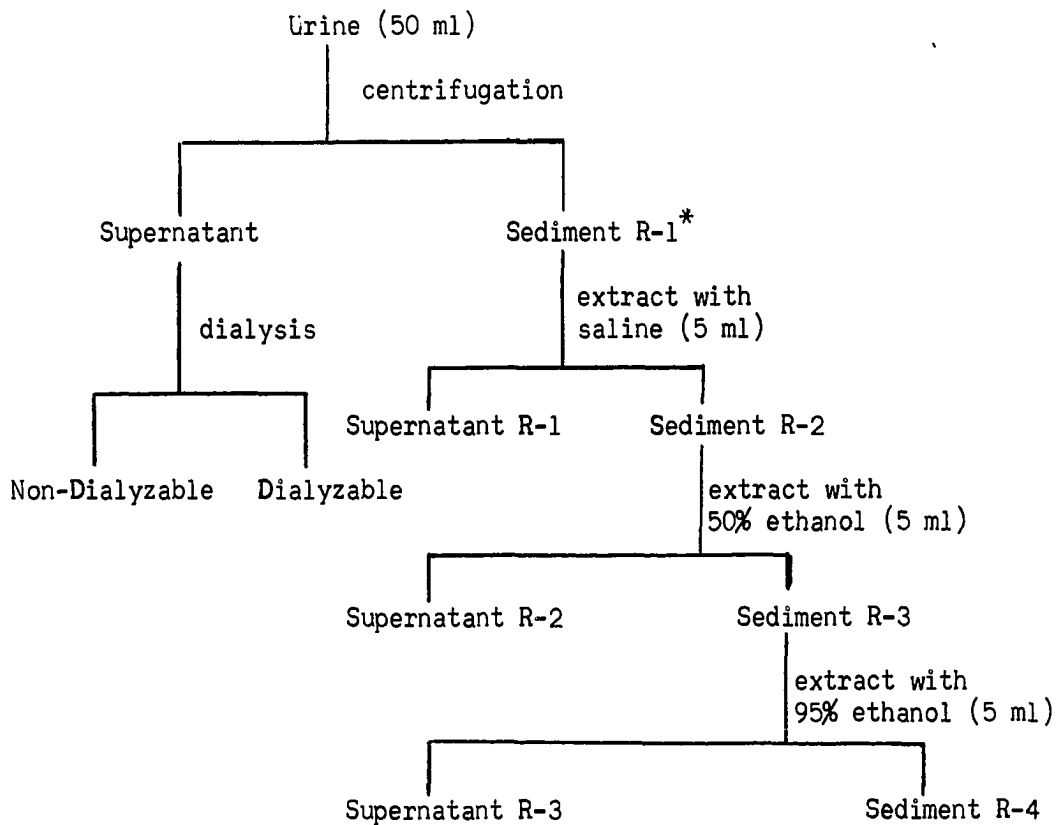 Urine (50 ml)
centrifugation
Supernatant
Sediment R-1*
dialysis
extract with
saline (5 ml)
Supernatant R-1
Sediment R-2
Non-Dialyzable
Dialyzable
extract with
50% ethanol (5 ml)
Supernatant R-2
Sediment R-3
extract with
95% ethanol (5 ml)
Supernatant R-3
Sediment R-4